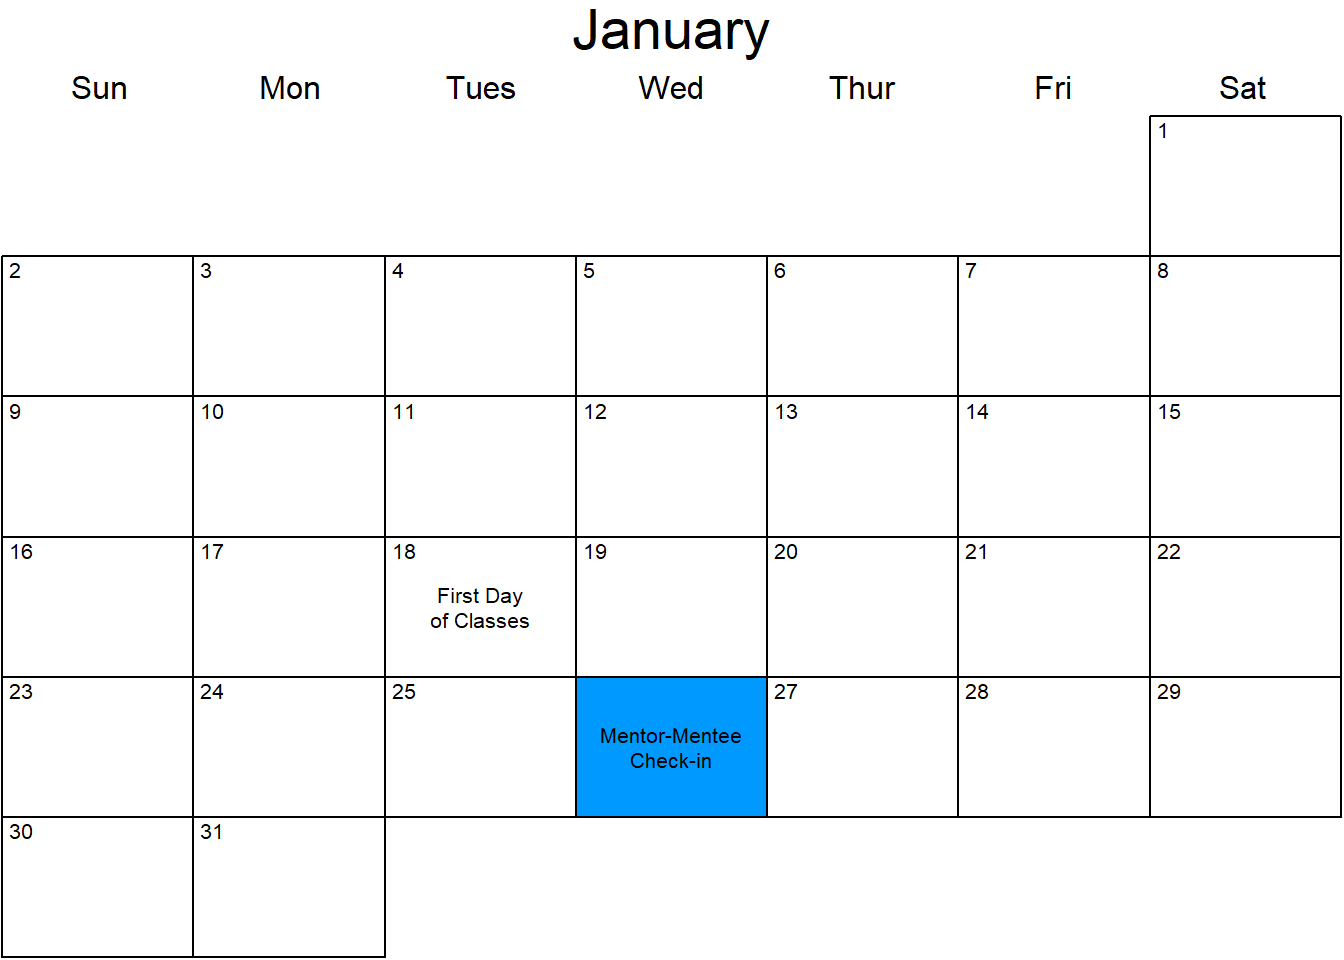 January
Sun Mon Tues Wed Thur Fri Sat
1
2 3 4 5 6 7 8
9 10 11 12 13 14 15
16 17 18 19 20 21 22
First Day
of Classes
23 24 25 27 28 29
Mentor-Mentee
Check-in
30 31